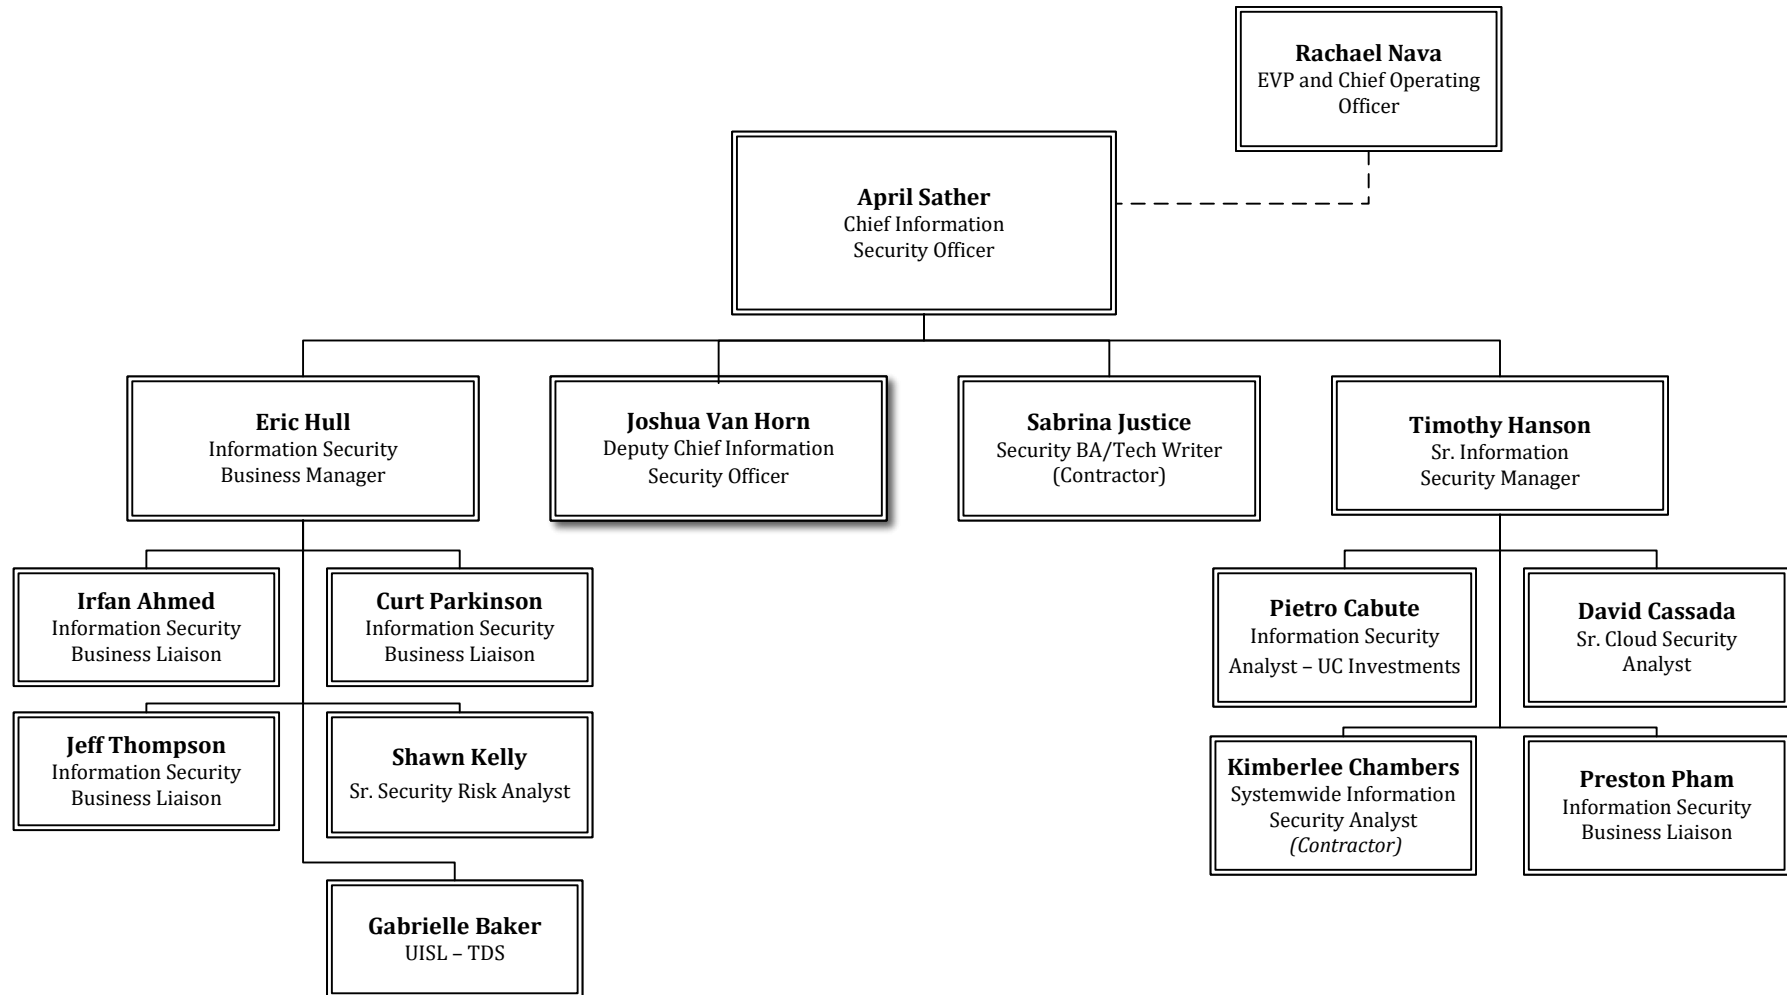 Rachael Nava
EVP and Chief Operating
Officer
April Sather
Chief Information
Security Officer
Eric Hull
Information Security
Business Manager
Joshua Van Horn
Deputy Chief Information
Security Officer
Sabrina Justice
Security BA/Tech Writer
(Contractor)
Timothy Hanson
Sr. Information
Security Manager
Irfan Ahmed
Information Security
Business Liaison
Curt Parkinson
Information Security
Business Liaison
Pietro Cabute
Information Security
Analyst – UC Investments
David Cassada
Sr. Cloud Security
Analyst
Jeff Thompson
Information Security
Business Liaison
Shawn Kelly
Sr. Security Risk Analyst
Kimberlee Chambers
Systemwide Information
Security Analyst
(Contractor)
Preston Pham
Information Security
Business Liaison
Gabrielle Baker
UISL – TDS